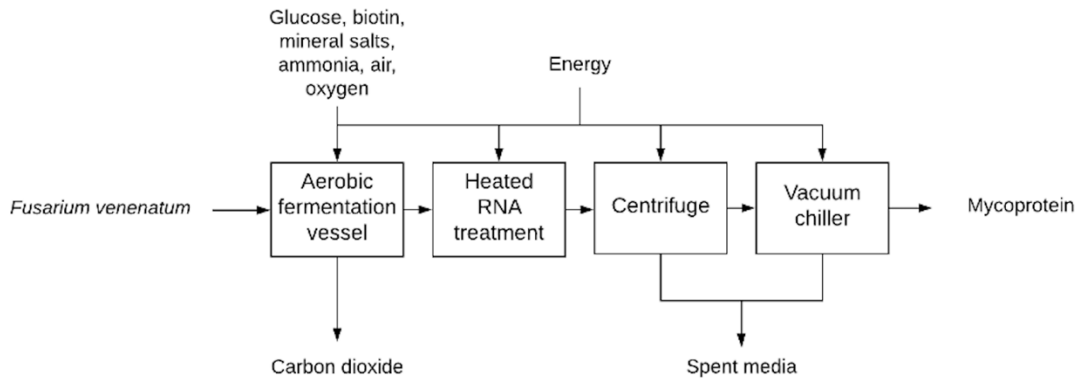 Glucose, biotin,
mineral salts,
ammonia, air,
oxygen
Energy
Fusarium venenatum
Aerobic
fermentation
vessel
Heated
RNA
treatment
Centrifuge
Vacuum
chiller
Mycoprotein
Carbon dioxide
Spent media